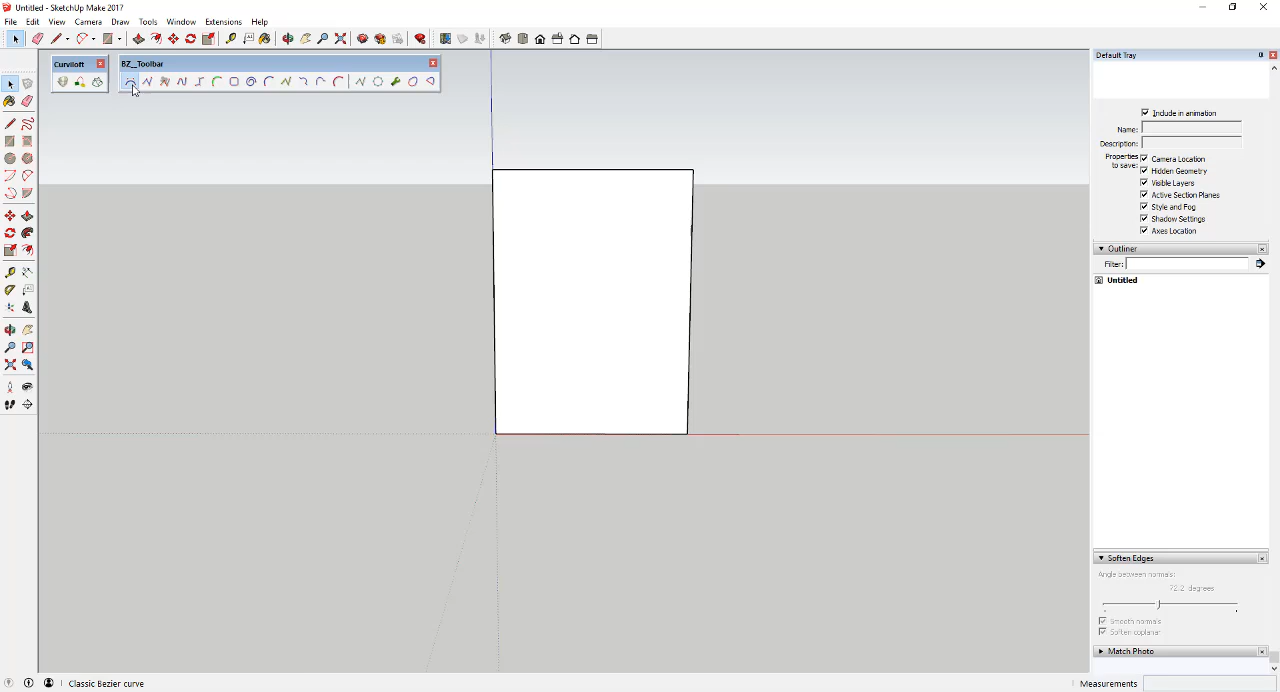 Untitled - SketchUp Make 2017
File Edit View Camera Draw Tools Window Extensions Help
Curviloft
BZ__Toolbar
Default Tray
Include in animation
Name:
Description:
Properties to save:
Camera Location
Hidden Geometry
Visible Layers
Active Section Planes
Style and Fog
Shadow Settings
Axes Location
Outliner
Filter:
Untitled
Soften Edges
Angle between normals:
72.2 degrees
Smooth normals
Soften coplanar
Match Photo
Classic Bezier curve
Measurements